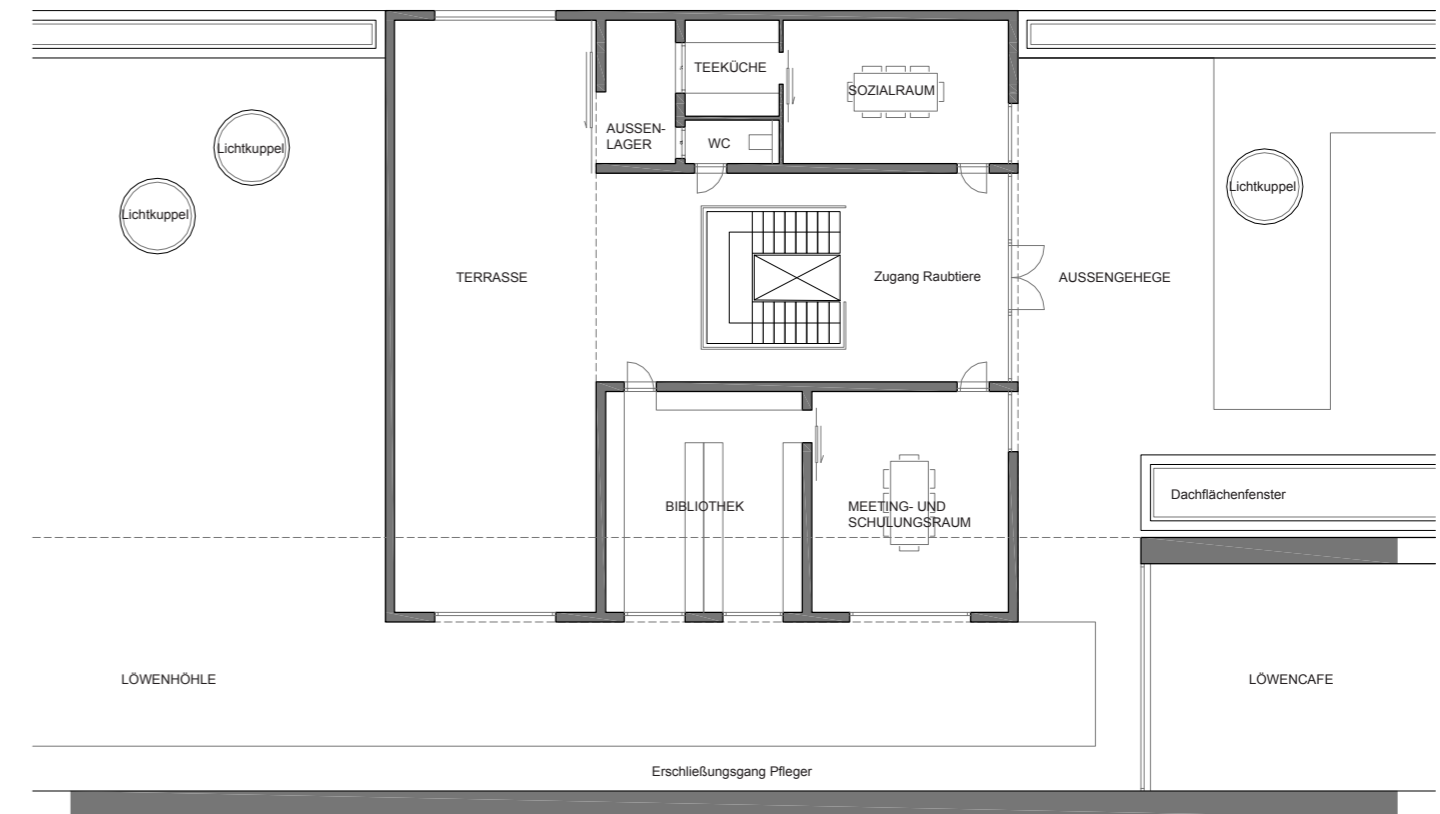 TEEKÜCHE
SOZIALRAUM
AUSSEN-
LAGER
WC
Lichtkuppel
Lichtkuppel
Lichtkuppel
TERRASSE
Zugang Raubtiere
AUSSENGEHEGE
Dachflächenfenster
BIBLIOTHEK
MEETING- UND
SCHULUNGSRAUM
LÖWENHÖHLE
LÖWENCAFE
Erschließungsgang Pfleger